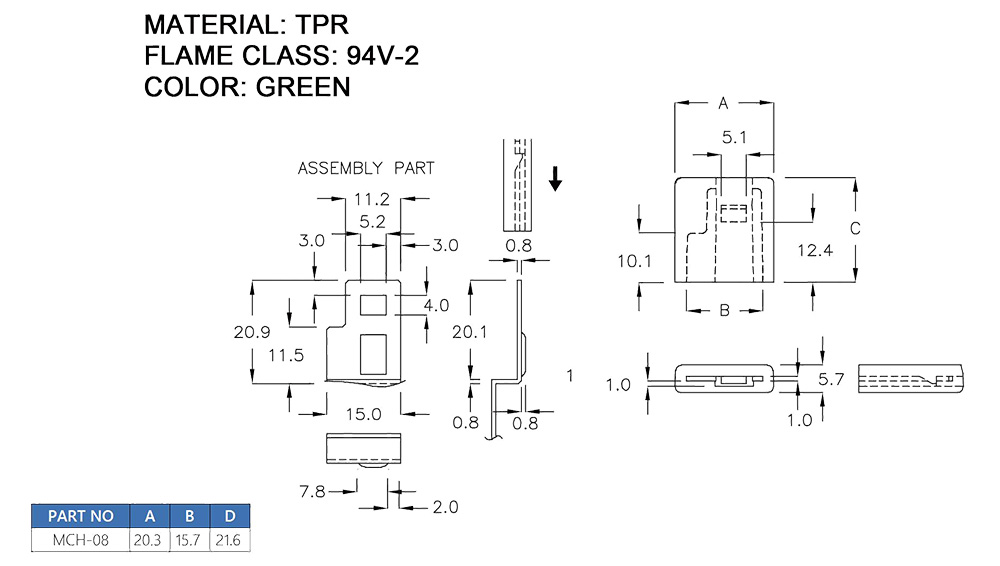 MATERIAL: TPR
FLAME CLASS: 94V-2
COLOR: GREEN
ASSEMBLY PART
11.2
5.2
3.0
3.0
4.0
20.9
11.5
15.0
7.8
2.0
0.8
20.1
0.8
0.8
1
A
5.1
C
10.1
12.4
B
1.0
5.7
1.0
PART NO A B D
MCH-08 20.3 15.7 21.6